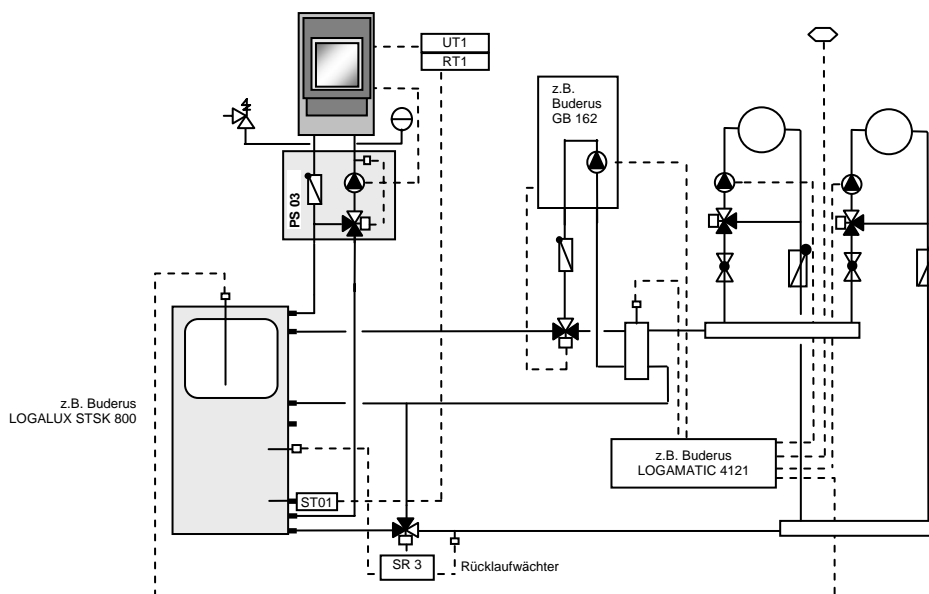 UT1
RT1
z.B.
Buderus
GB 162
PS 03
z.B. Buderus
LOGALUX STSK 800
z.B. Buderus
LOGAMATIC 4121
ST01
SR 3
Rücklaufwächter